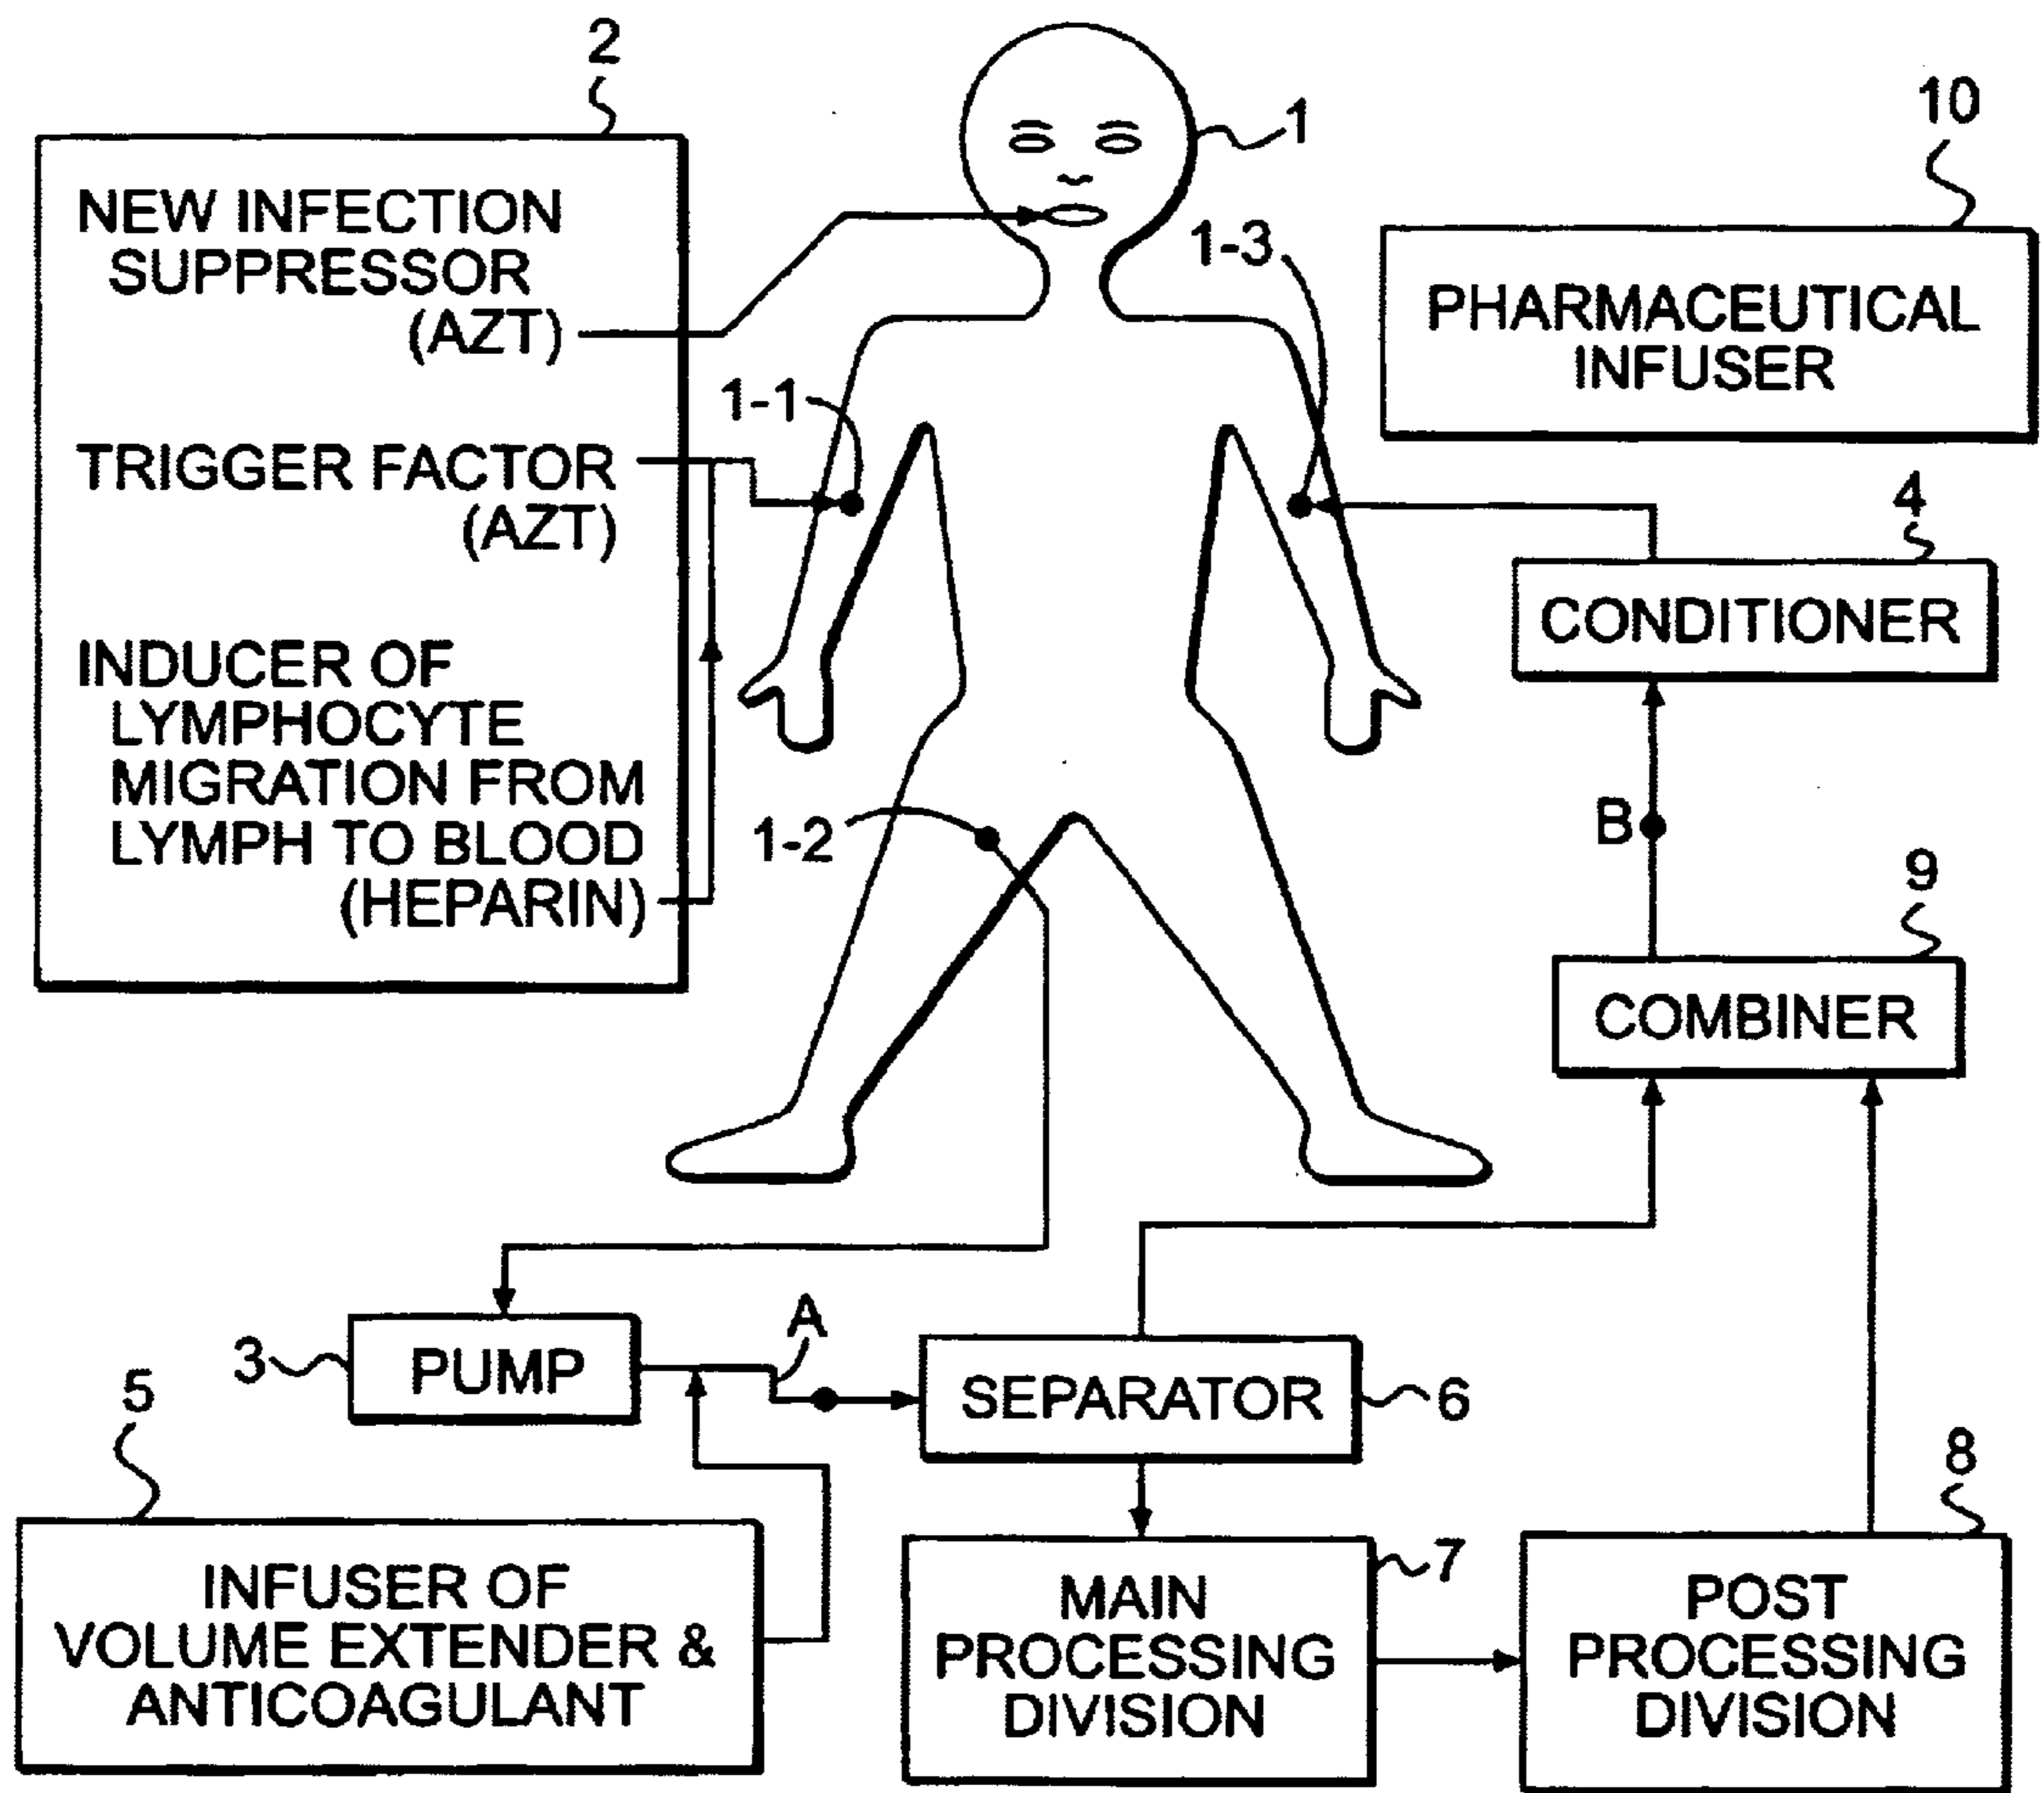 2
NEW INFECTION
SUPPRESSOR
(AZT)
TRIGGER FACTOR
(AZT)
INDUCER OF
LYMPHOCYTE
MIGRATION FROM
LYMPH TO BLOOD
(HEPARIN)
1
1-1
1-2
1-3
10
PHARMACEUTICAL
INFUSER
4
CONDITIONER
B
9
COMBINER
3
PUMP
A
SEPARATOR
6
5
INFUSER OF
VOLUME EXTENDER &
ANTICOAGULANT
7
MAIN
PROCESSING
DIVISION
8
POST
PROCESSING
DIVISION